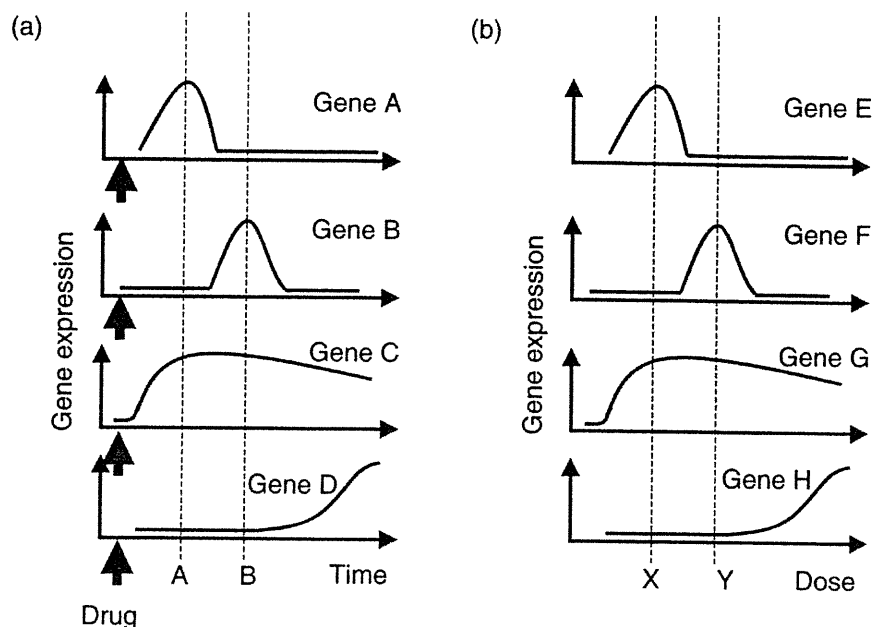 (a)
Gene A
Gene B
Gene C
Gene D
Gene expression
A B Time
Drug
(b)
Gene E
Gene F
Gene G
Gene H
Gene expression
X Y Dose